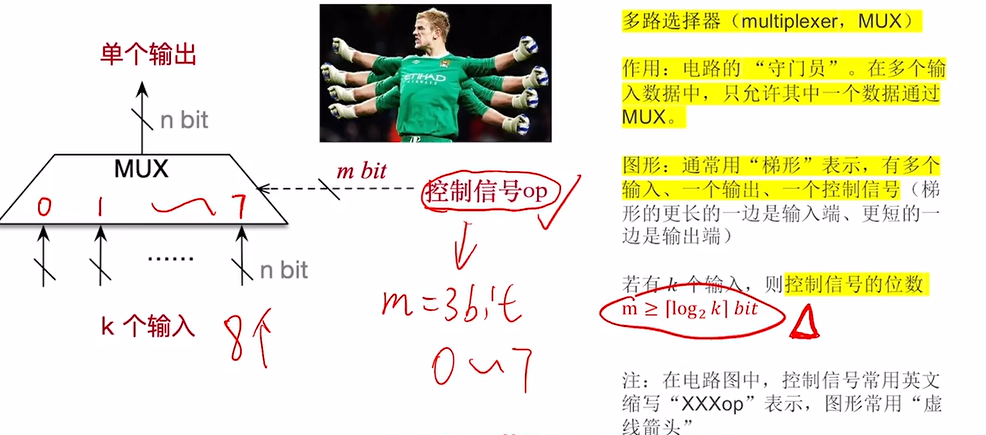 单个输出
n bit
MUX
0 1 ~ 7
n bit
......
k 个输入
8个
ETIHAD
m bit
控制信号op
m=3bit
0~7
多路选择器（multiplexer，MUX）
作用：电路的“守门员”。在多个输
入数据中，只允许其中一个数据通过
MUX。
图形：通常用“梯形”表示，有多个
输入、一个输出、一个控制信号（梯
形的更长的一边是输入端、更短的一
边是输出端）
若有 k 个输入，则控制信号的位数
m ≥ ⌈log₂ k⌉ bit
注：在电路图中，控制信号常用英文
缩写“XXXop”表示，图形常用“虚
线箭头”